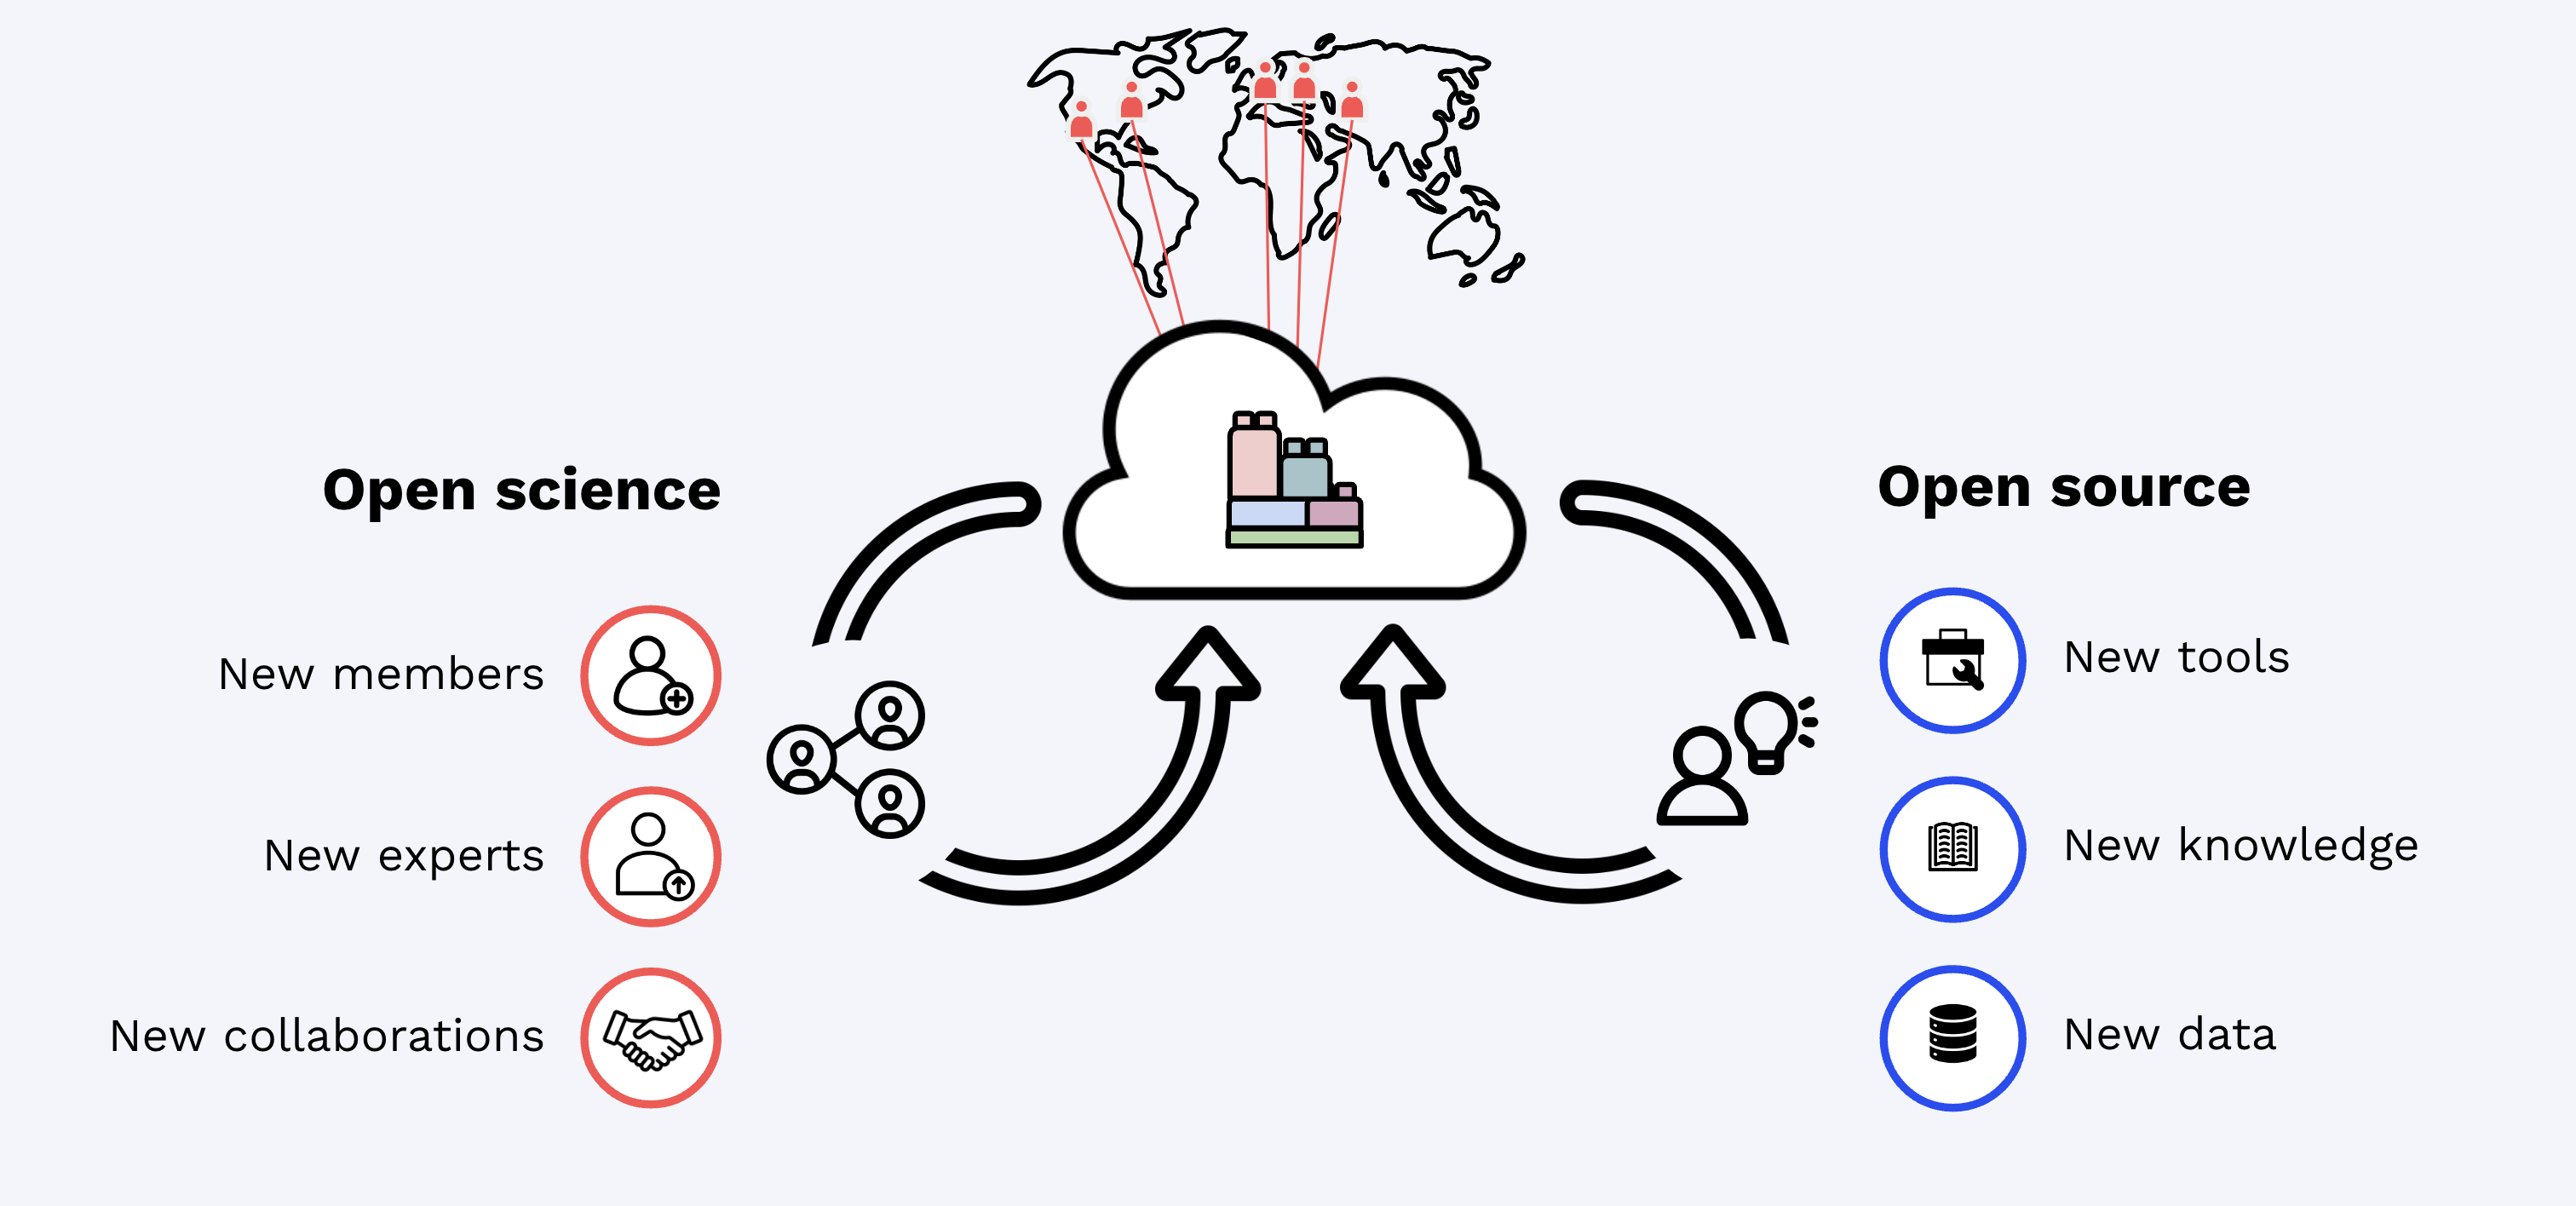 Open science
New members
New experts
New collaborations
Open source
New tools
New knowledge
New data